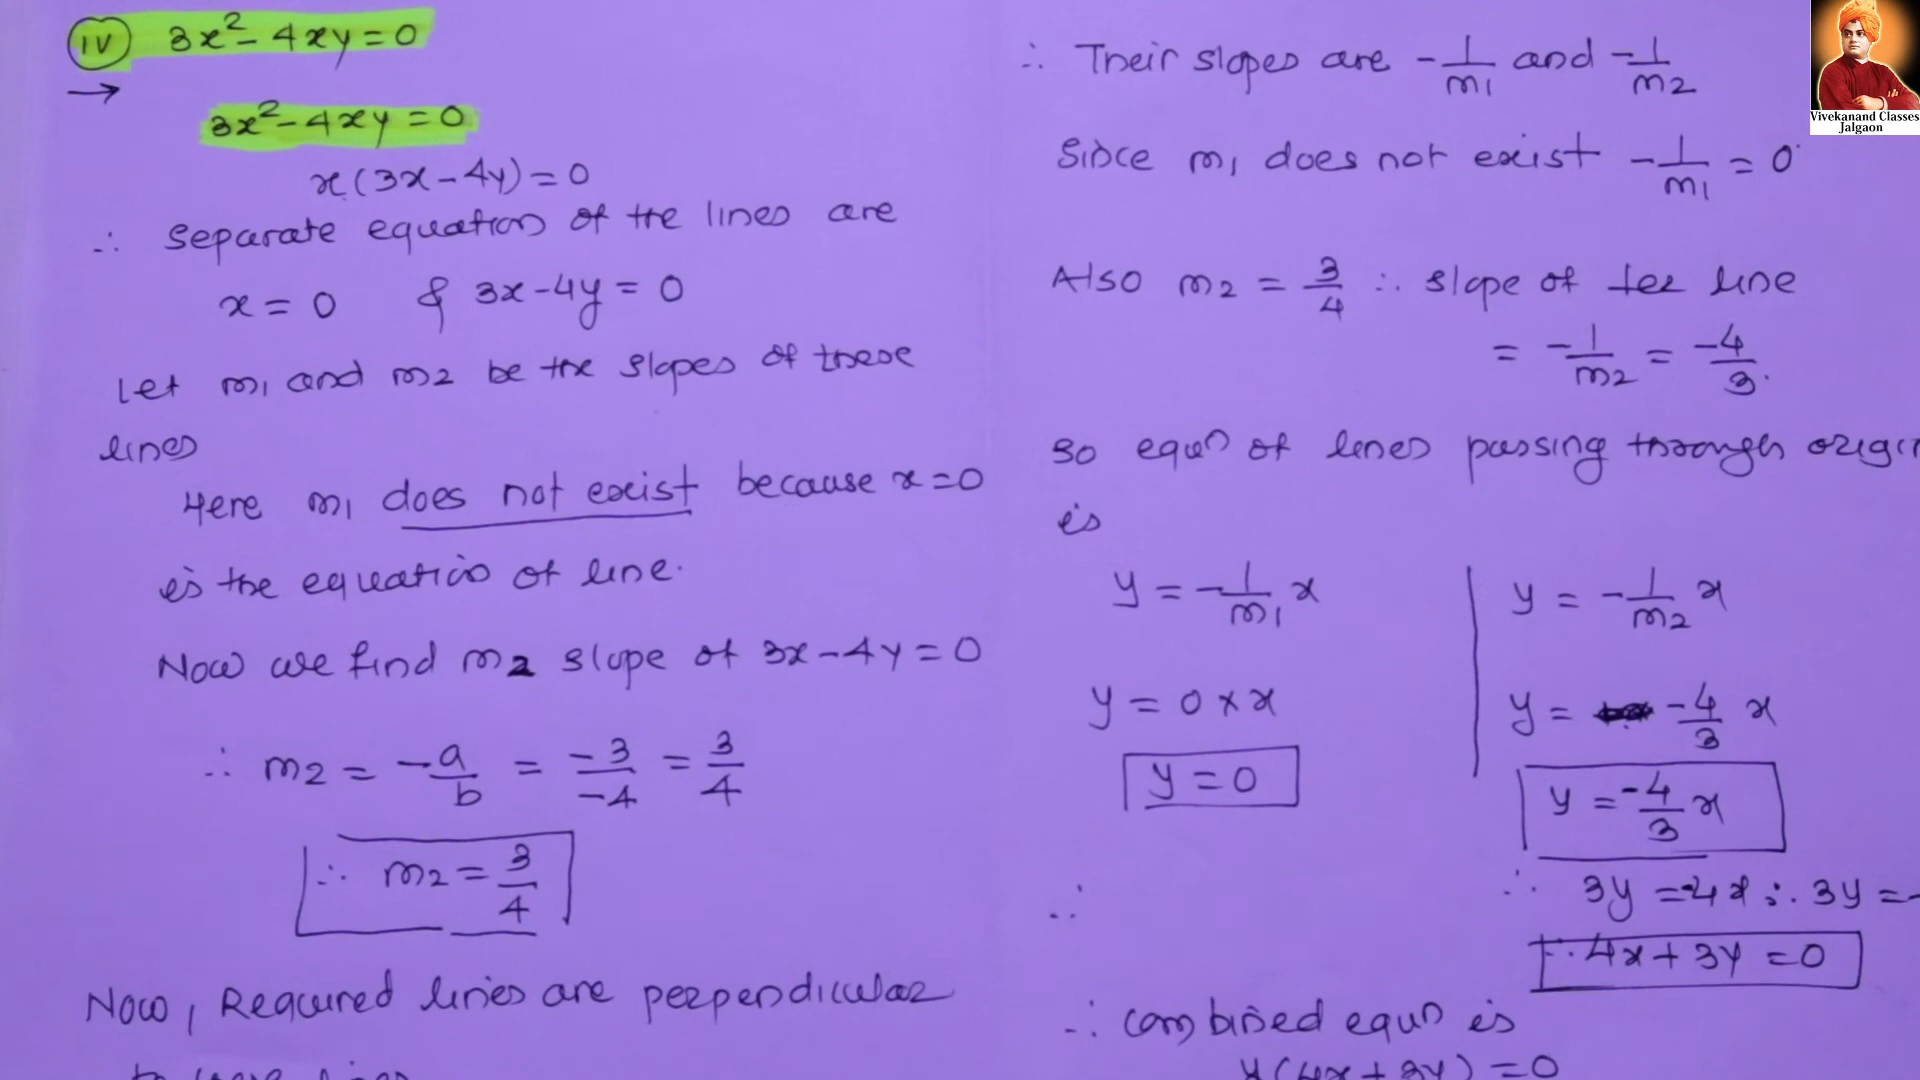 (iv) 3x² - 4xy = 0
→
3x² - 4xy = 0
x(3x - 4y) = 0
∴ separate equation of the lines are
x = 0 & 3x - 4y = 0
Let m₁ and m₂ be the slopes of these
lines
Here m₁ does not exist because x = 0
is the equation of line.
Now we find m₂ slope of 3x - 4y = 0
∴ m₂ = -a/b = -3/-4 = 3/4
∴ m₂ = 3/4
Now, Required lines are perpendicular
∴ Their slopes are -1/m₁ and -1/m₂
Since m₁ does not exist -1/m₁ = 0
Also m₂ = 3/4 ∴ slope of line
= -1/m₂ = -4/3.
so equn of lines passing through origin
is
y = -1/m₁ x
y = 0 × x
y = 0
y = -1/m₂ x
y = -4/3 x
y = -4/3 x
∴ 3y = -4x ∴ 3y = -
∴ 4x + 3y = 0
∴
∴ combined equn is
y(4x + 3y) = 0
Vivekanand Classes
Jalgaon